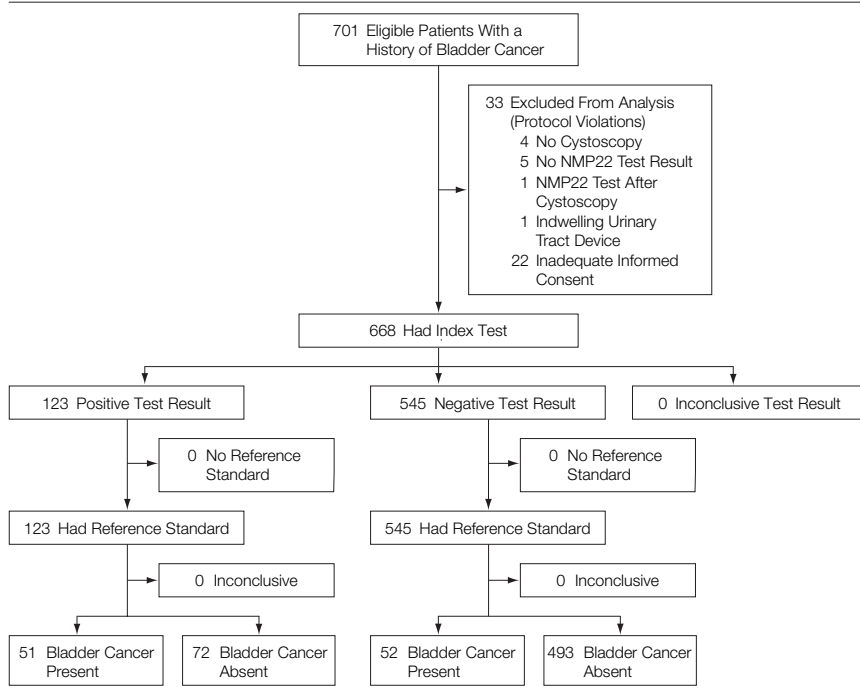 701 Eligible Patients With a
History of Bladder Cancer
33 Excluded From Analysis
(Protocol Violations)
4 No Cystoscopy
5 No NMP22 Test Result
1 NMP22 Test After
Cystoscopy
1 Indwelling Urinary
Tract Device
22 Inadequate Informed
Consent
668 Had Index Test
123 Positive Test Result
545 Negative Test Result
0 Inconclusive Test Result
0 No Reference
Standard
0 No Reference
Standard
123 Had Reference Standard
545 Had Reference Standard
0 Inconclusive
0 Inconclusive
51 Bladder Cancer
Present
72 Bladder Cancer
Absent
52 Bladder Cancer
Present
493 Bladder Cancer
Absent